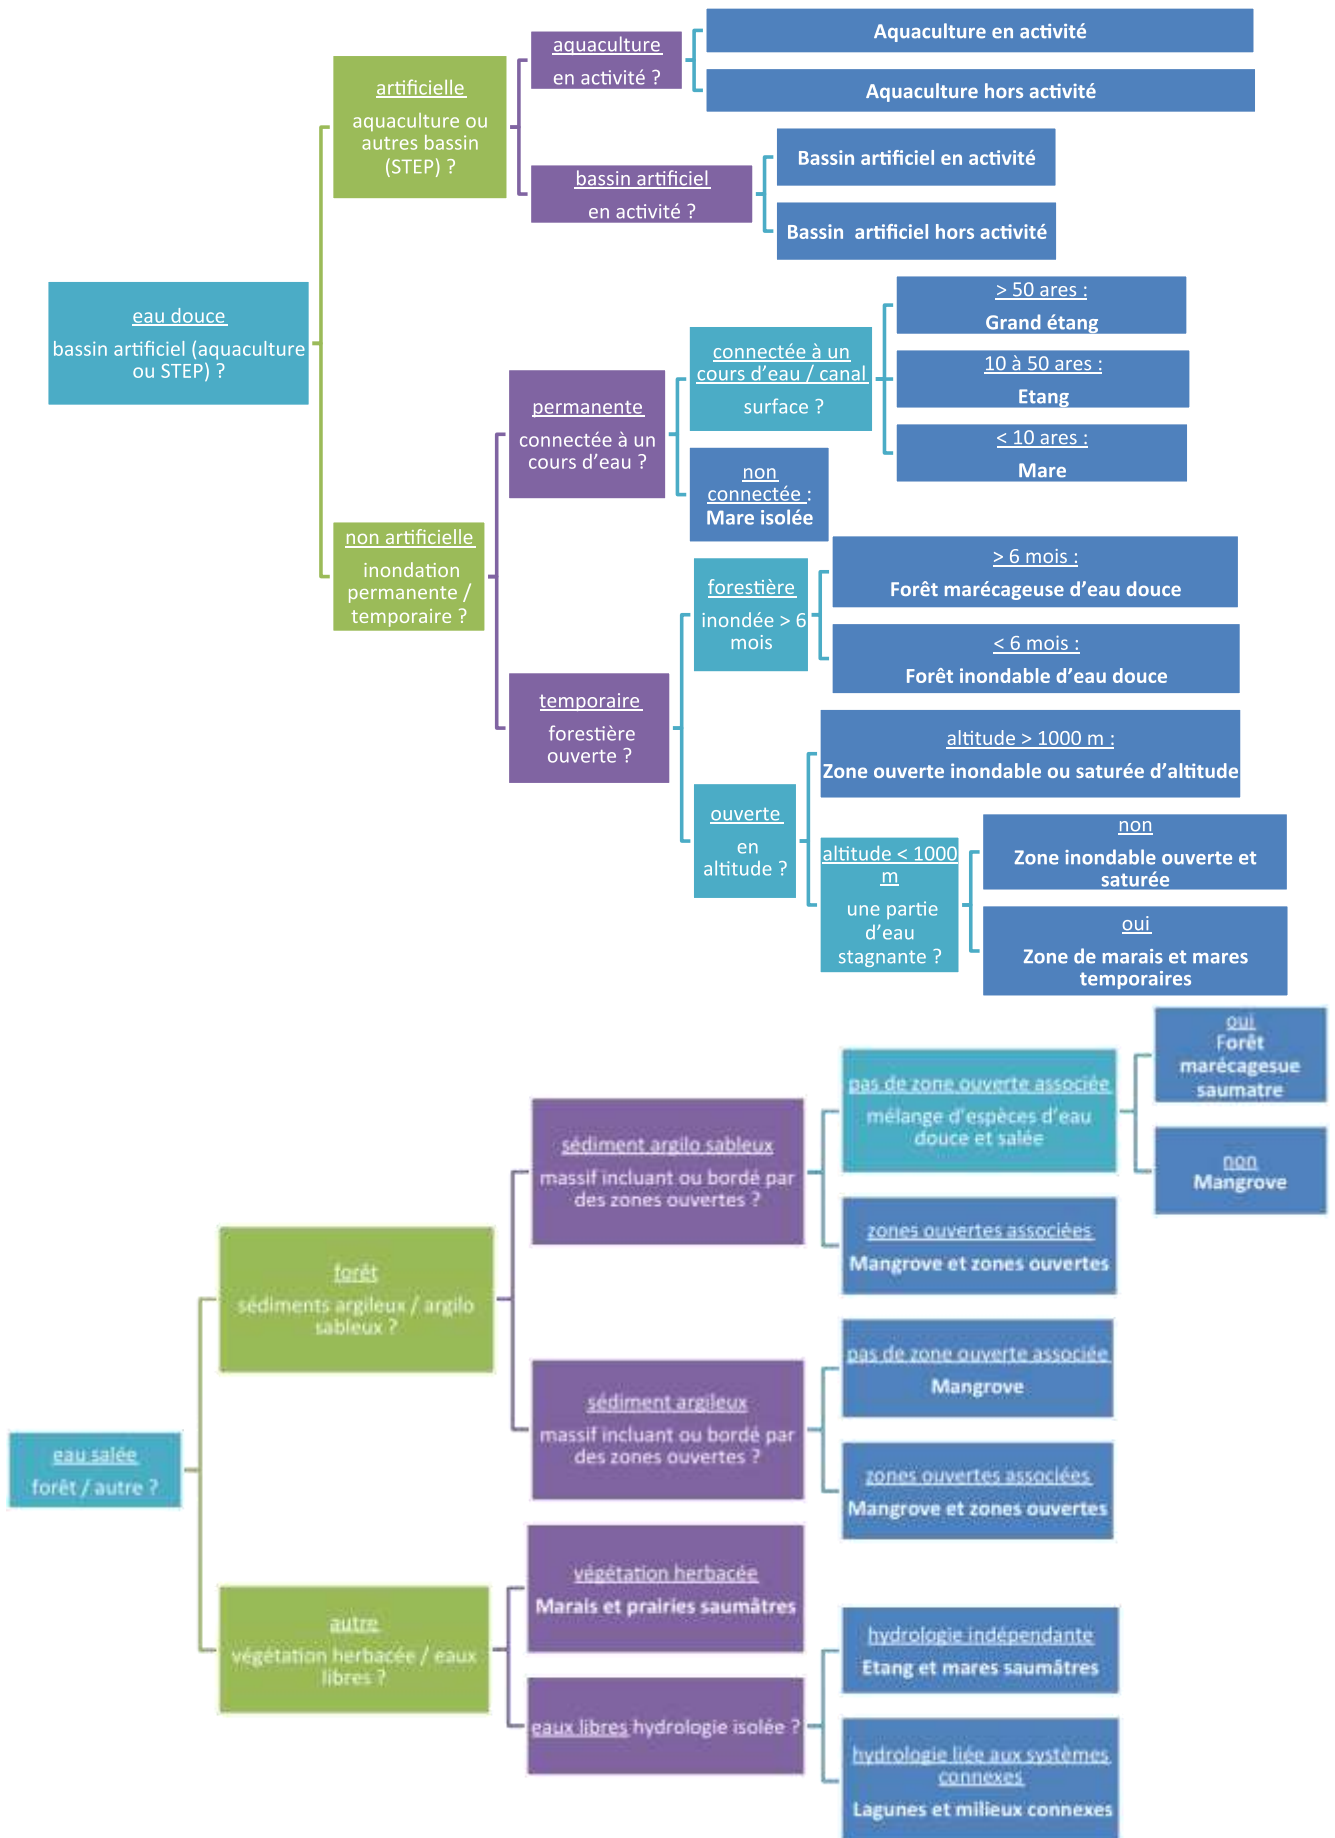 eau douce
bassin artificiel (aquaculture
ou STEP) ?
artificielle
aquaculture ou
autres bassin
(STEP) ?
aquaculture
en activité ?
Aquaculture en activité
Aquaculture hors activité
bassin artificiel
en activité ?
Bassin artificiel en activité
Bassin artificiel hors activité
non artificielle
inondation
permanente /
temporaire ?
permanente
connectée à un
cours d'eau ?
connectée à un
cours d'eau / canal
surface ?
> 50 ares :
Grand étang
10 à 50 ares :
Etang
< 10 ares :
Mare
non
connectée :
Mare isolée
temporaire
forestière
ouverte ?
forestière
inondée > 6
mois
> 6 mois :
Forêt marécageuse d'eau douce
< 6 mois :
Forêt inondable d'eau douce
ouverte
en
altitude ?
altitude > 1000 m :
Zone ouverte inondable ou saturée d'altitude
altitude < 1000
m
une partie
d'eau
stagnante ?
non
Zone inondable ouverte et
saturée
oui
Zone de marais et mares
temporaires
eau salée
forêt / autre ?
forêt
sédiments argileux / argilo
sableux ?
sédiment argilo sableux
massif incluant ou bordé par
des zones ouvertes ?
pas de zone ouverte associée
mélange d'espèces d'eau
douce et salée
oui
Forêt
marécagesue
saumatre
non
Mangrove
zones ouvertes associées
Mangrove et zones ouvertes
sédiment argileux
massif incluant ou bordé par
des zones ouvertes ?
pas de zone ouverte associée
Mangrove
zones ouvertes associées
Mangrove et zones ouvertes
autre
végétation herbacée / eaux
libres ?
végétation herbacée
Marais et prairies saumâtres
eaux libres hydrologie isolée ?
hydrologie indépendante
Etang et mares saumâtres
hydrologie liée aux systèmes
connexes
Lagunes et milieux connexes